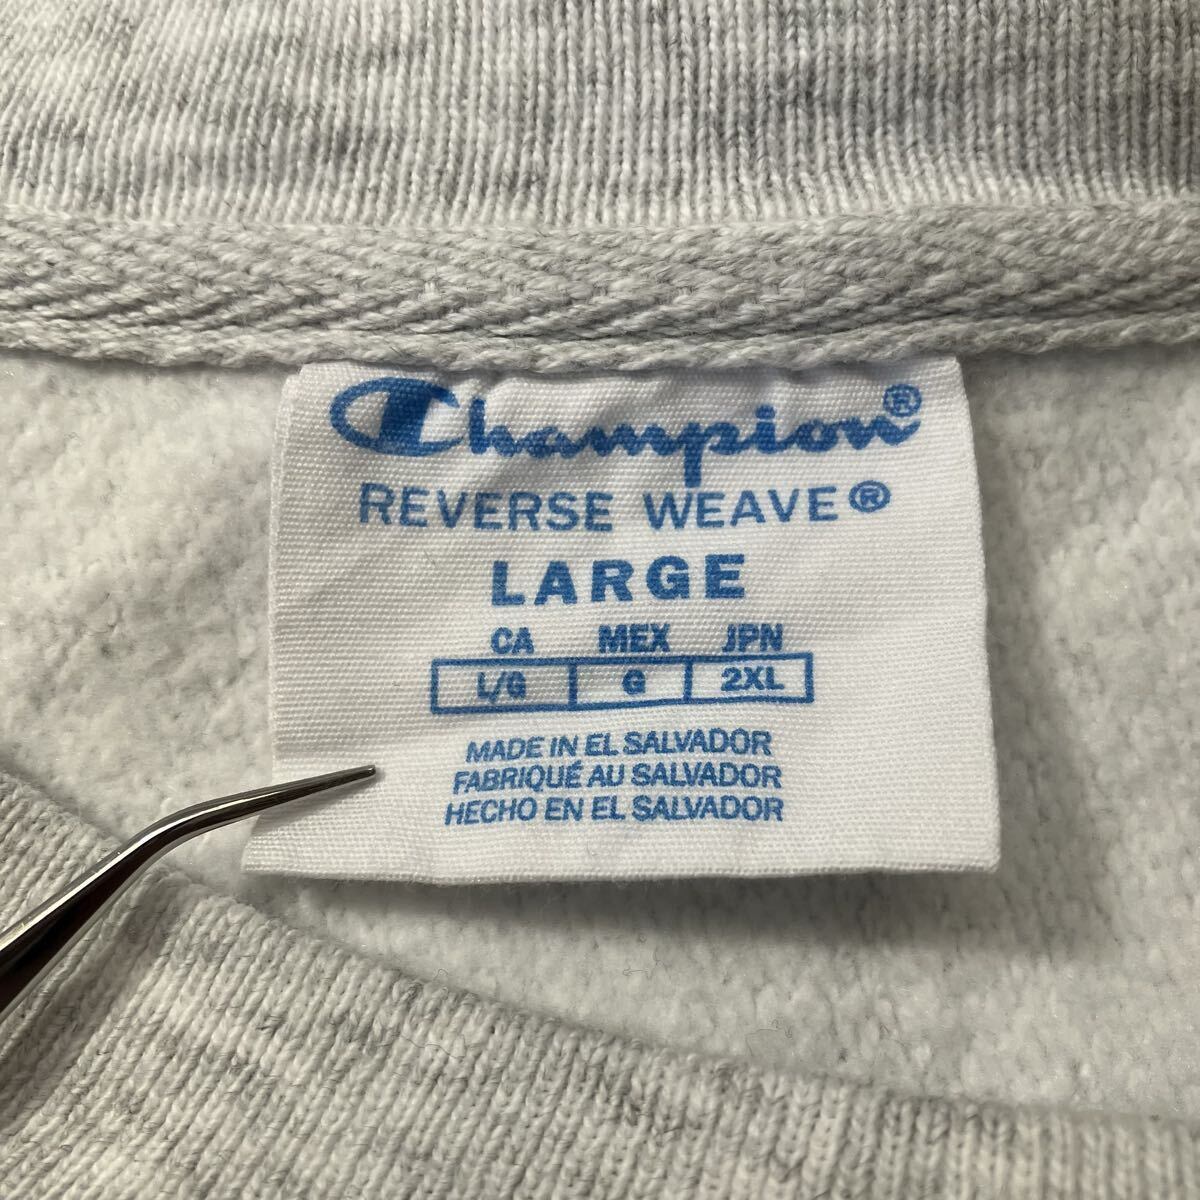 Champion®
REVERSE WEAVE®
LARGE
CA MEX JPN
L/G G 2XL
MADE IN EL SALVADOR
FABRIQUÉ AU SALVADOR
HECHO EN EL SALVADOR